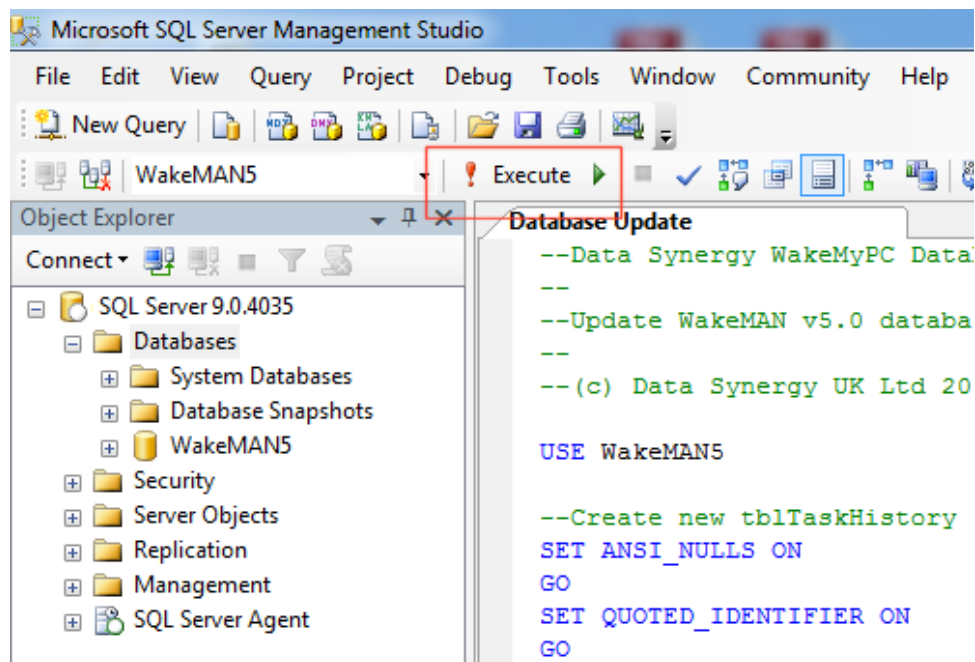 Microsoft SQL Server Management Studio
File Edit View Query Project Debug Tools Window Community Help
New Query
WakeMAN5 Execute
Object Explorer
Connect
SQL Server 9.0.4035
Databases
System Databases
Database Snapshots
WakeMAN5
Security
Server Objects
Replication
Management
SQL Server Agent
Database Update
--Data Synergy WakeMyPC Data
--
--Update WakeMAN v5.0 databa
--
--(c) Data Synergy UK Ltd 20
USE WakeMAN5
--Create new tblTaskHistory
SET ANSI_NULLS ON
GO
SET QUOTED_IDENTIFIER ON
GO